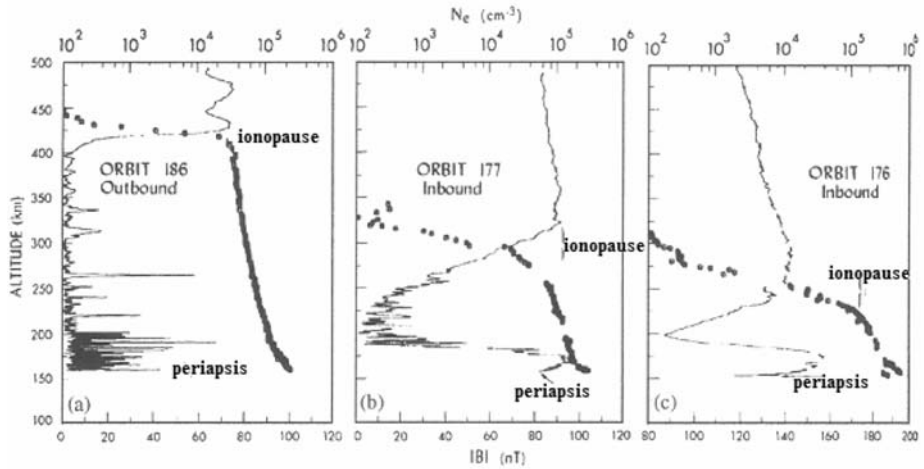 Nₑ (cm⁻³)
10² 10³ 10⁴ 10⁵ 10⁶ 10² 10³ 10⁴ 10⁵ 10⁶ 10² 10³ 10⁴ 10⁵ 10⁶
500
450
400
350
300
250
200
150
100
ALTITUDE (km)
ionopause
ORBIT 186
Outbound
periapsis
(a)
ORBIT 177
Inbound
ionopause
periapsis
(b)
ORBIT 176
Inbound
ionopause
periapsis
(c)
0 20 40 60 80 100 120 0 20 40 60 80 100 120 80 100 120 140 160 180 200
|B| (nT)